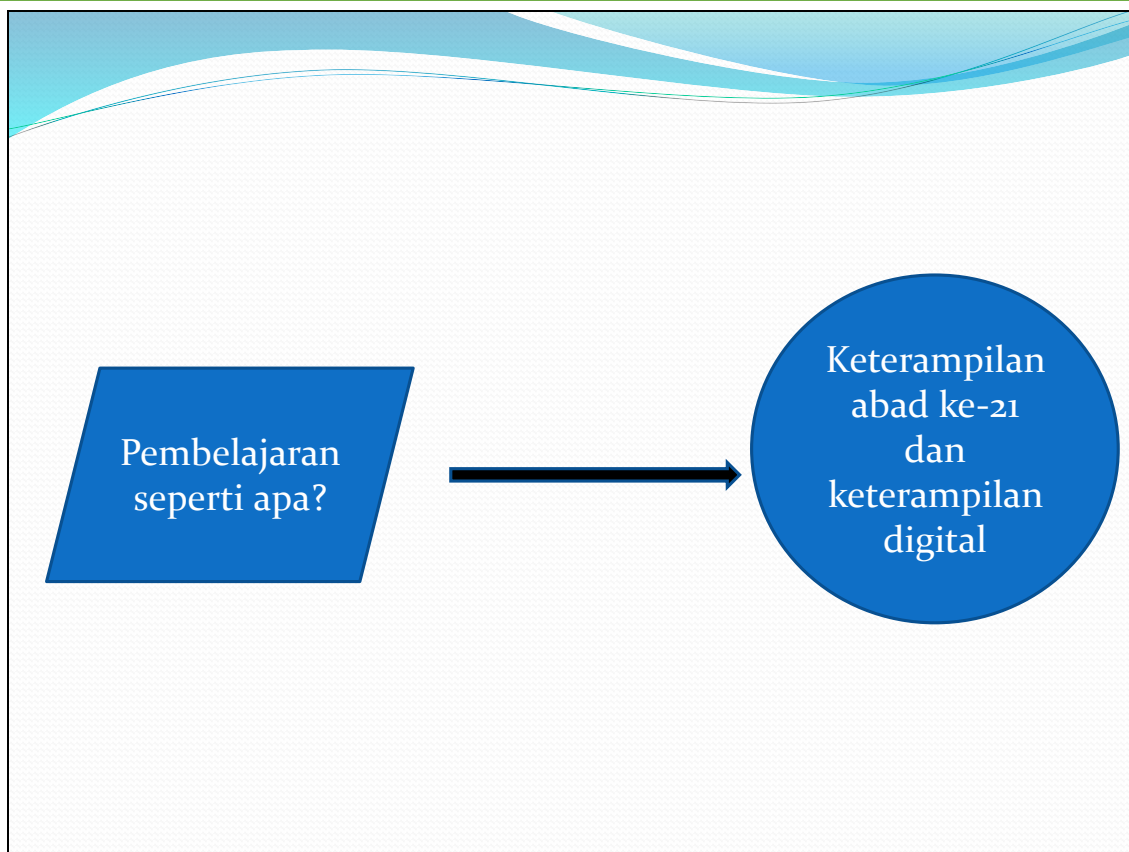 Pembelajaran
seperti apa?
Keterampilan
abad ke-21
dan
keterampilan
digital